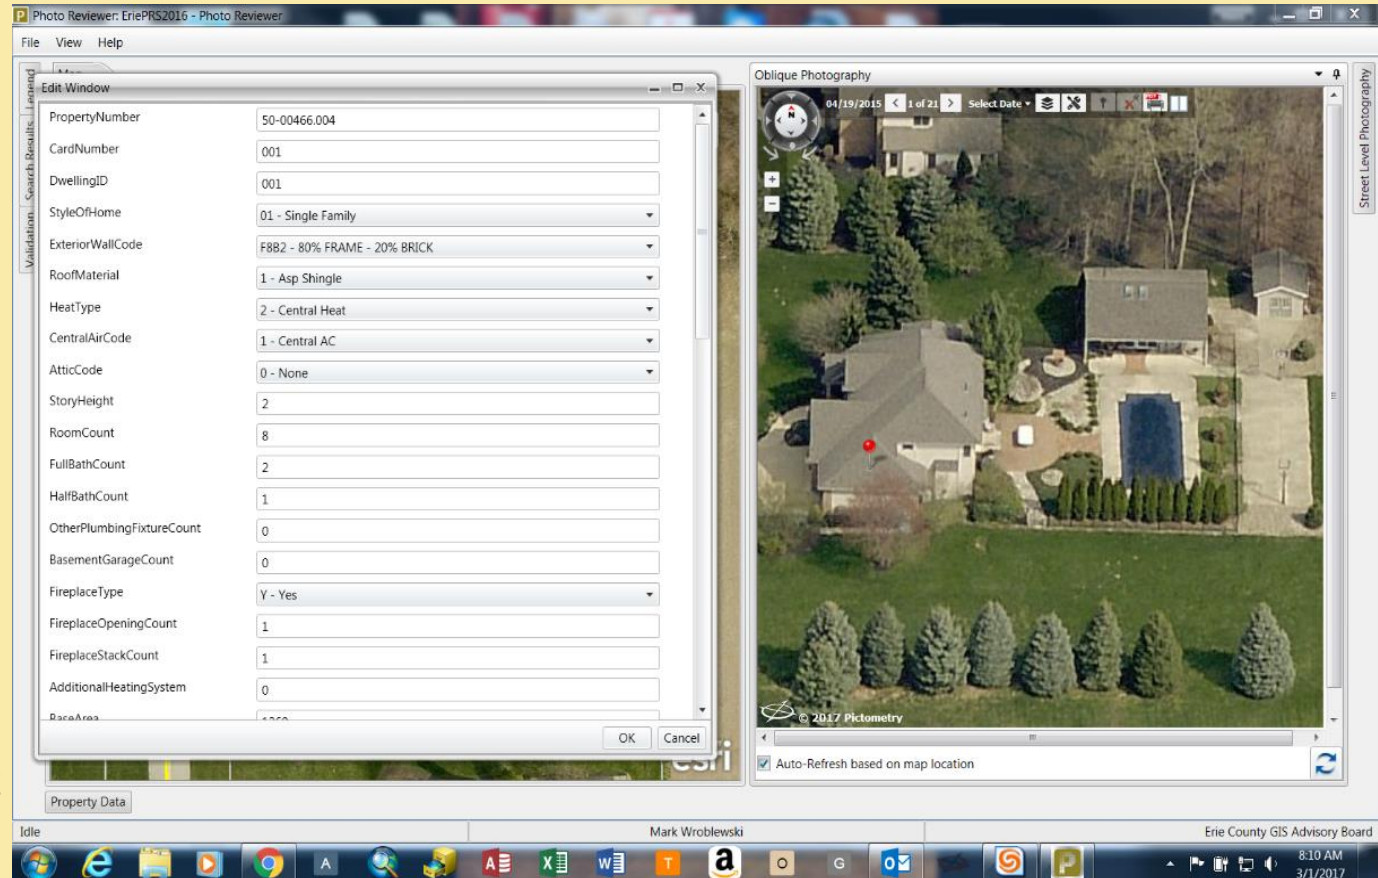 Photo Reviewer: EriePRS2016 - Photo Reviewer
File View Help
Legend
Search Results
Validation
Edit Window
PropertyNumber 50-00466.004
CardNumber 001
DwellingID 001
StyleOfHome 01 - Single Family
ExteriorWallCode F8B2 - 80% FRAME - 20% BRICK
RoofMaterial 1 - Asp Shingle
HeatType 2 - Central Heat
CentralAirCode 1 - Central AC
AtticCode 0 - None
StoryHeight 2
RoomCount 8
FullBathCount 2
HalfBathCount 1
OtherPlumbingFixtureCount 0
BasementGarageCount 0
FireplaceType Y - Yes
FireplaceOpeningCount 1
FireplaceStackCount 1
AdditionalHeatingSystem 0
BaseArea
OK Cancel
esri
Oblique Photography
04/19/2015 < 1 of 21 > Select Date
N
© 2017 Pictometry
Auto-Refresh based on map location
Street Level Photography
Property Data
Idle Mark Wroblewski Erie County GIS Advisory Board
A A X W T a O G O S P
8:10 AM
3/1/2017